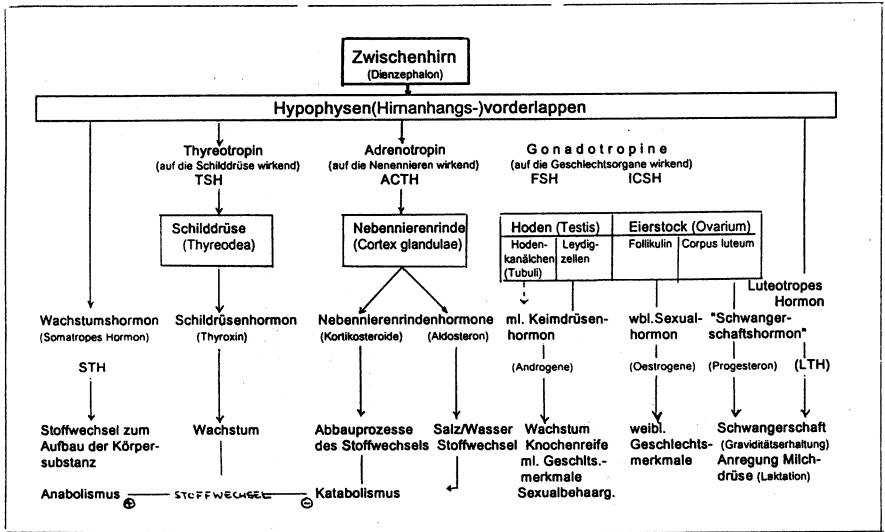 Zwischenhirn
(Dienzephalon)
Hypophysen(Hirnanhangs-)vorderlappen
Thyreotropin
(auf die Schilddrüse wirkend)
TSH
Adrenotropin
(auf die Nenennieren wirkend)
ACTH
Gonadotropine
(auf die Geschlechtsorgane wirkend)
FSH ICSH
Schilddrüse
(Thyreodea)
Nebennierenrinde
(Cortex glandulae)
Hoden (Testis)
Hoden-
kanälchen
(Tubuli)
Leydig-
zellen
Eierstock (Ovarium)
Follikulin
Corpus luteum
Luteotropes
Hormon
(LTH)
Wachstumshormon
(Somatropes Hormon)
STH
Schildrüsenhormon
(Thyroxin)
Nebennierenrindenhormone
(Kortikosteroide) (Aldosteron)
ml. Keimdrüsen-
hormon
(Androgene)
wbl.Sexual-
hormon
(Oestrogene)
"Schwanger-
schaftshormon"
(Progesteron)
Stoffwechsel zum
Aufbau der Körper-
substanz
Wachstum
Abbauprozesse
des Stoffwechsels
Salz/Wasser
Stoffwechsel
Wachstum
Knochenreife
ml. Geschlts.-
merkmale
Sexualbehaarg.
weibl.
Geschlechts-
merkmale
Schwangerschaft
(Graviditätserhaltung)
Anregung Milch-
drüse (Laktation)
Anabolismus + STOFFWECHSEL - Katabolismus